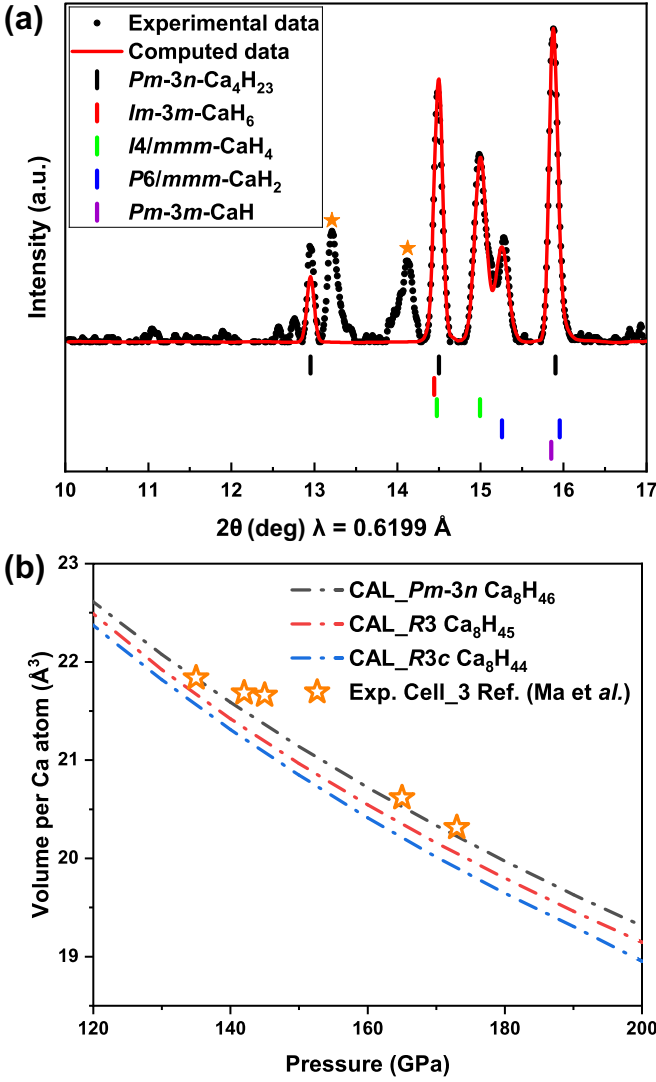 (a)
Experimental data
Computed data
Pm-3n-Ca₄H₂₃
Im-3m-CaH₆
I4/mmm-CaH₄
P6/mmm-CaH₂
Pm-3m-CaH
Intensity (a.u.)
10 11 12 13 14 15 16 17
2θ (deg) λ = 0.6199 Å
(b)
CAL_Pm-3n Ca₈H₄₆
CAL_R3 Ca₈H₄₅
CAL_R3c Ca₈H₄₄
Exp. Cell_3 Ref. (Ma et al.)
Volume per Ca atom (Å³)
23
22
21
20
19
120 140 160 180 200
Pressure (GPa)